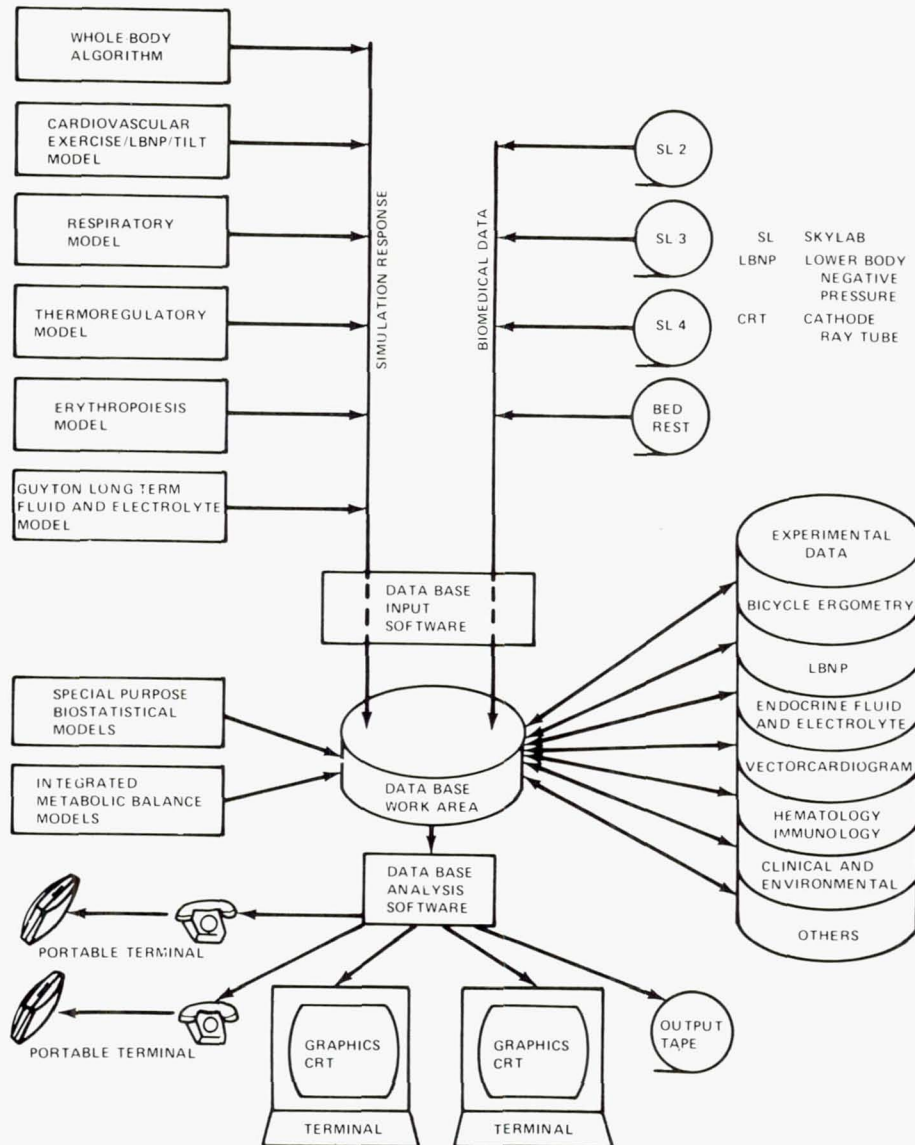 WHOLE-BODY
ALGORITHM
CARDIOVASCULAR
EXERCISE/LBNP/TILT
MODEL
RESPIRATORY
MODEL
THERMOREGULATORY
MODEL
ERYTHROPOIESIS
MODEL
GUYTON LONG TERM
FLUID AND ELECTROLYTE
MODEL
SIMULATION RESPONSE
BIOMEDICAL DATA
SL 2
SL 3
SL 4
BED
REST
SL SKYLAB
LBNP LOWER BODY
NEGATIVE
PRESSURE
CRT CATHODE
RAY TUBE
DATA BASE
INPUT
SOFTWARE
SPECIAL PURPOSE
BIOSTATISTICAL
MODELS
INTEGRATED
METABOLIC BALANCE
MODELS
DATA BASE
WORK AREA
EXPERIMENTAL
DATA
BICYCLE ERGOMETRY
LBNP
ENDOCRINE FLUID
AND ELECTROLYTE
VECTORCARDIOGRAM
HEMATOLOGY
IMMUNOLOGY
CLINICAL AND
ENVIRONMENTAL
OTHERS
DATA BASE
ANALYSIS
SOFTWARE
PORTABLE TERMINAL
PORTABLE TERMINAL
GRAPHICS
CRT
TERMINAL
GRAPHICS
CRT
TERMINAL
OUTPUT
TAPE